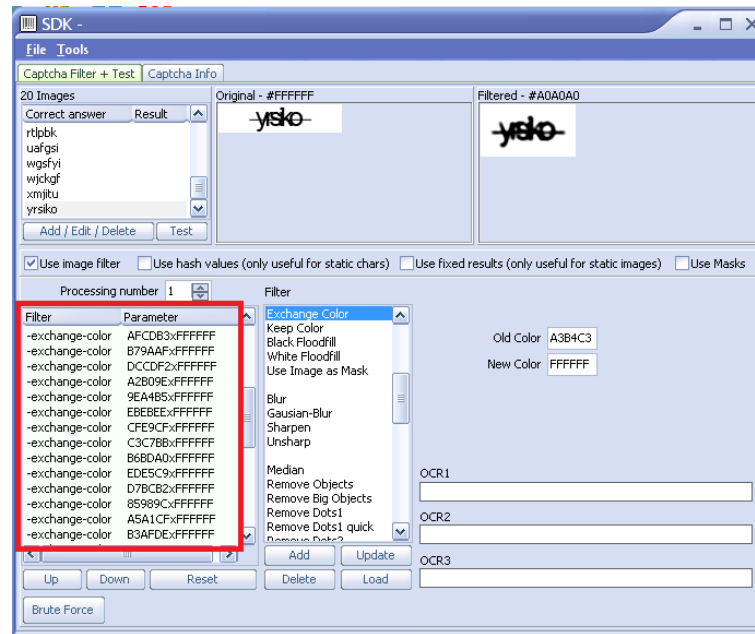 SDK -
File Tools
Captcha Filter + Test Captcha Info
20 Images
Correct answer Result
rtlpbk
uafgsi
wgsfyi
wjckgf
xmjitu
yrsiko
Add / Edit / Delete Test
Original - #FFFFFF
yrsiko
Filtered - #A0A0A0
yrsiko
Use image filter Use hash values (only useful for static chars) Use fixed results (only useful for static images) Use Masks
Processing number 1
Filter Parameter
-exchange-color AFCDB3xFFFFFF
-exchange-color B79AAFxFFFFFF
-exchange-color DCCDF2xFFFFFF
-exchange-color A2B09ExFFFFFF
-exchange-color 9EA4B5xFFFFFF
-exchange-color EBEBEExFFFFFF
-exchange-color CFE9CFxFFFFFF
-exchange-color C3C7BBxFFFFFF
-exchange-color B6BDA0xFFFFFF
-exchange-color EDE5C9xFFFFFF
-exchange-color D7BCB2xFFFFFF
-exchange-color 85989CxFFFFFF
-exchange-color A5A1CFxFFFFFF
-exchange-color B3AFDExFFFFFF
Up Down Reset
Brute Force
Filter
Exchange Color
Keep Color
Black Floodfill
White Floodfill
Use Image as Mask
Blur
Gausian-Blur
Sharpen
Unsharp
Median
Remove Objects
Remove Big Objects
Remove Dots1
Remove Dots1 quick
Remove Dots2
Add Update
Delete Load
Old Color A3B4C3
New Color FFFFFF
OCR1
OCR2
OCR3